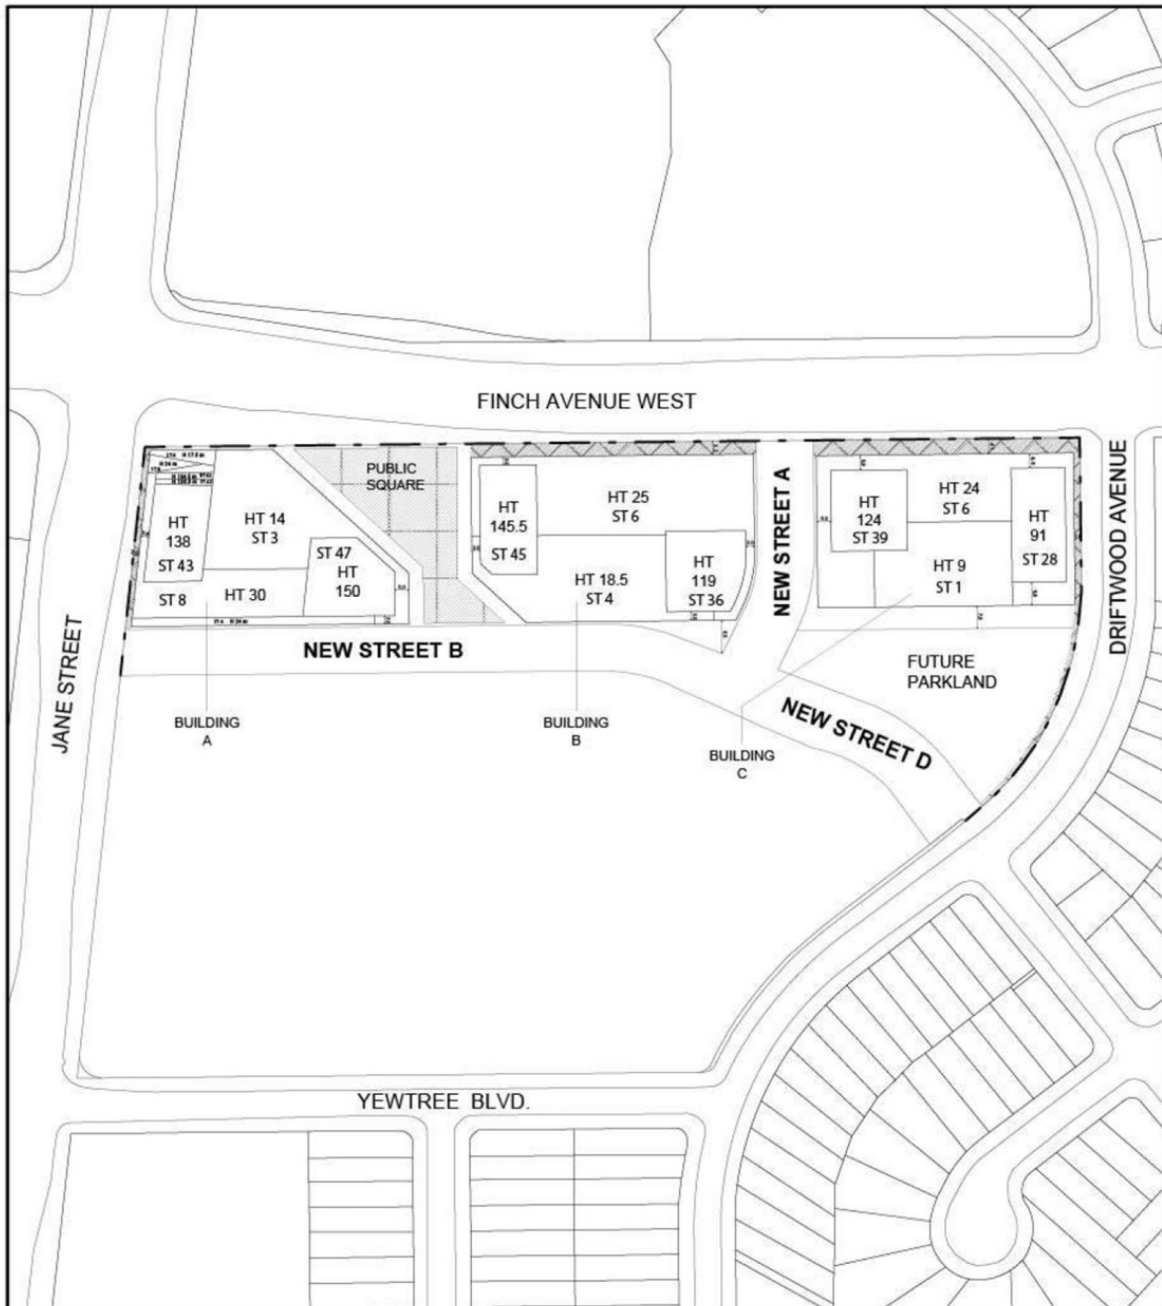 FINCH AVENUE WEST
PUBLIC
SQUARE
HT
138
ST 43
HT 14
ST 3
ST 47
HT
150
ST 8
HT 30
HT
145.5
ST 45
HT 25
ST 6
HT 18.5
ST 4
HT
119
ST 36
NEW STREET A
HT
124
ST 39
HT 24
ST 6
HT 9
ST 1
HT
91
ST 28
DRIFTWOOD AVENUE
JANE STREET
NEW STREET B
FUTURE
PARKLAND
NEW STREET D
BUILDING
A
BUILDING
B
BUILDING
C
YEWTREE BLVD.